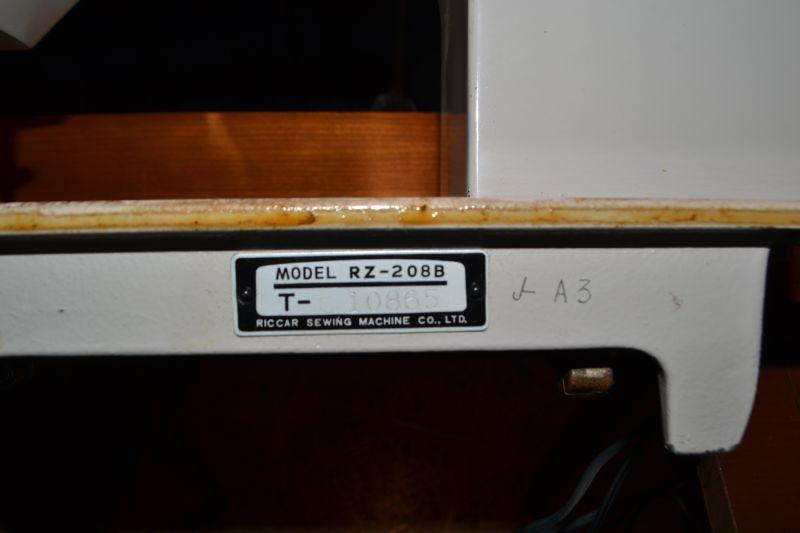 MODEL RZ-208B
T- 10865
RICCAR SEWING MACHINE CO., LTD.
A3